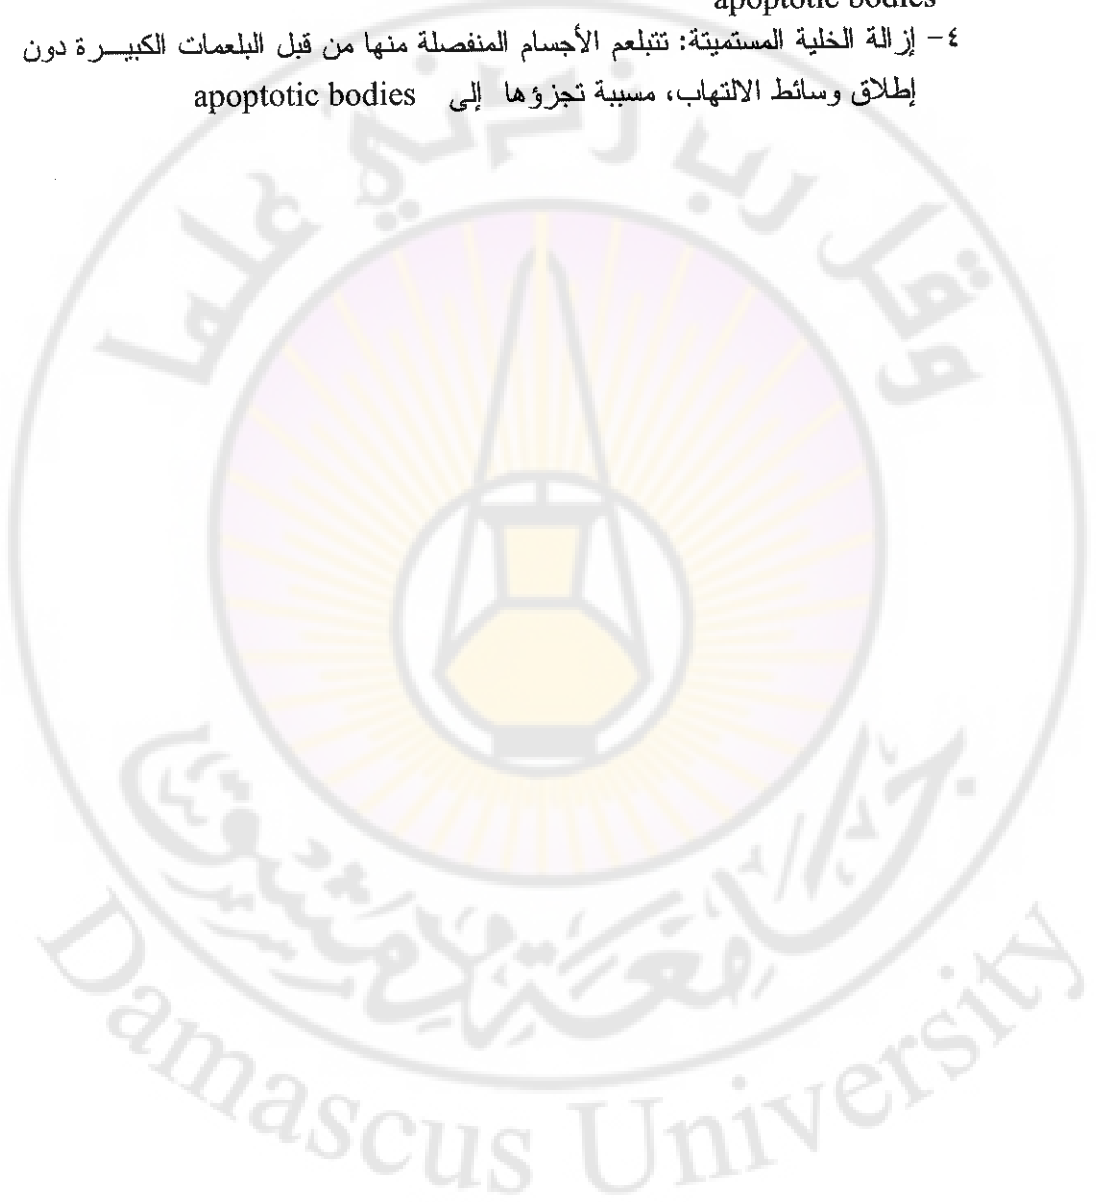 apoptotic bodies
٤- إزالة الخلية المستميتة: تتبلعم الأجسام المنفصلة منها من قبل البلعمات الكبيـــرة دون
إطلاق وسائط الالتهاب، مسببة تجزؤها إلى apoptotic bodies
وقل رب زدني علما
جامعة دمشق
Damascus University